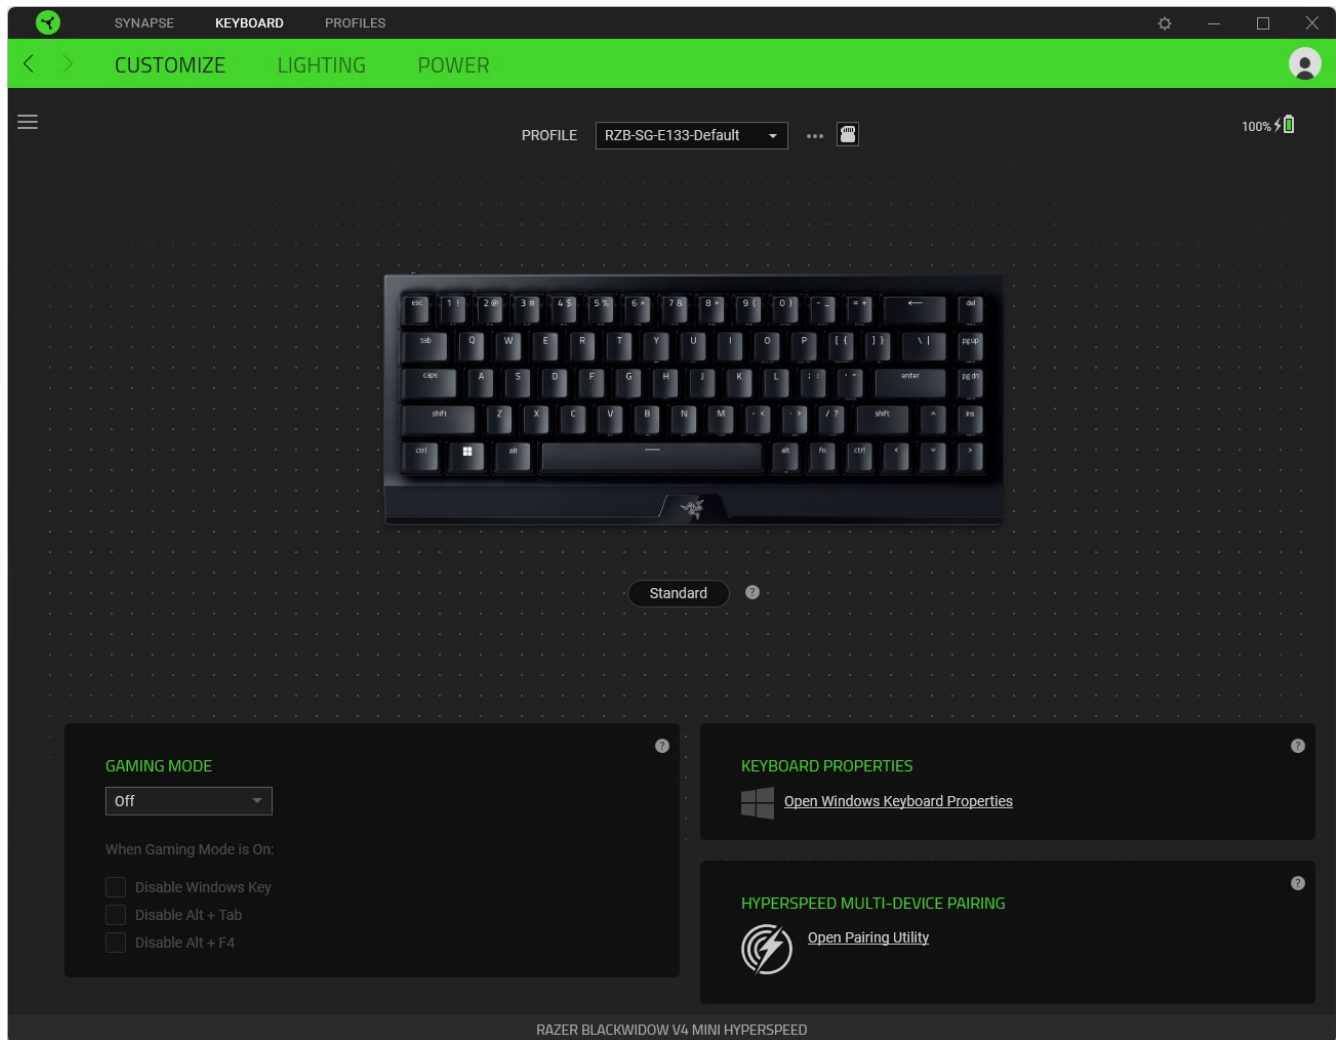 SYNAPSE KEYBOARD PROFILES
CUSTOMIZE LIGHTING POWER
PROFILE RZB-SG-E133-Default
100%
esc 1 ! 2 @ 3 # 4 $ 5 % 6 ^ 7 & 8 * 9 ( 0 ) - _ = + ← del
tab Q W E R T Y U I O P [ { ] } \ | pg up
caps A S D F G H J K L ; : ' " enter pg dn
shift Z X C V B N M , < . > / ? shift ^ ins
ctrl alt alt fn ctrl < v >
Standard ?
GAMING MODE ?
Off
When Gaming Mode is On:
Disable Windows Key
Disable Alt + Tab
Disable Alt + F4
KEYBOARD PROPERTIES ?
Open Windows Keyboard Properties
HYPERSPEED MULTI-DEVICE PAIRING ?
Open Pairing Utility
RAZER BLACKWIDOW V4 MINI HYPERSPEED